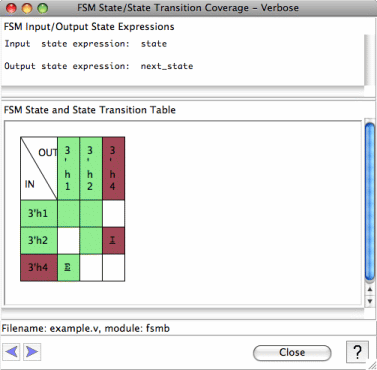 FSM State/State Transition Coverage - Verbose
FSM Input/Output State Expressions
Input state expression: state
Output state expression: next_state
FSM State and State Transition Table
OUT 3'h1 3'h2 3'h4
IN
3'h1
3'h2 I
3'h4 E
Filename: example.v, module: fsmb
Close ?